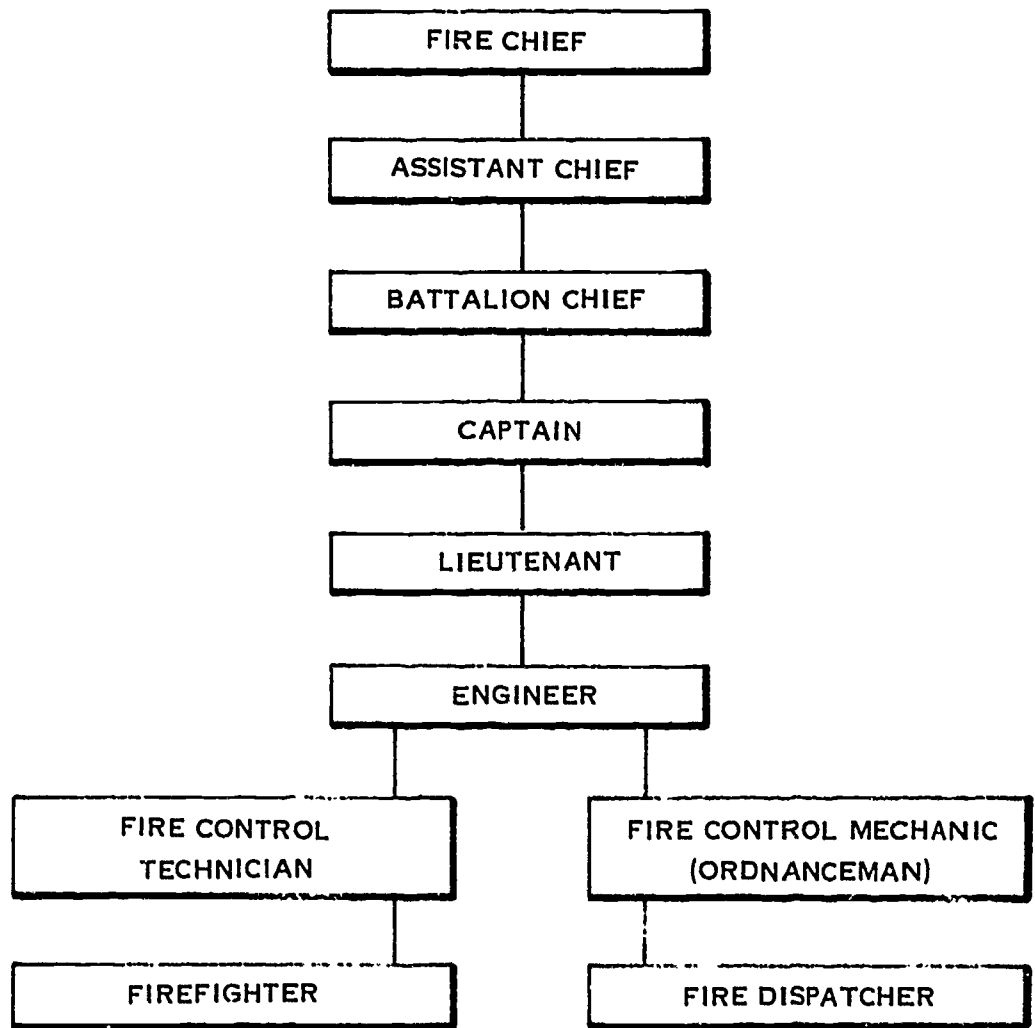 FIRE CHIEF
ASSISTANT CHIEF
BATTALION CHIEF
CAPTAIN
LIEUTENANT
ENGINEER
FIRE CONTROL
TECHNICIAN
FIRE CONTROL MECHANIC
(ORDNANCEMAN)
FIREFIGHTER
FIRE DISPATCHER